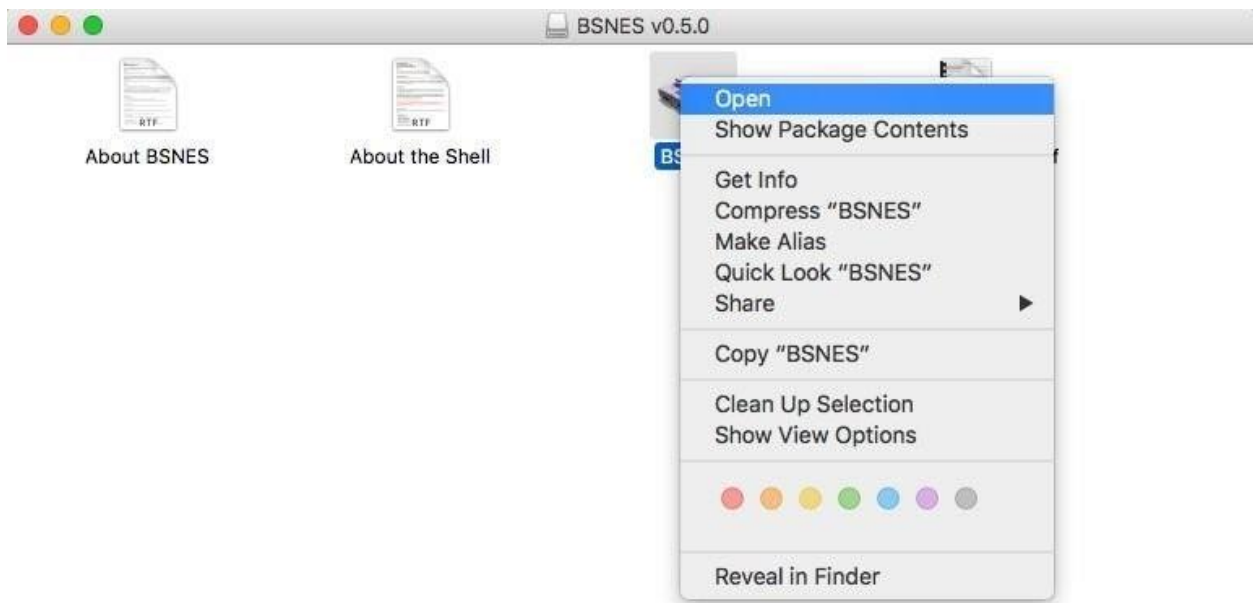 BSNES v0.5.0
RTF
RTF
About BSNES
About the Shell
Open
Show Package Contents
Get Info
Compress “BSNES”
Make Alias
Quick Look “BSNES”
Share
Copy “BSNES”
Clean Up Selection
Show View Options
Reveal in Finder